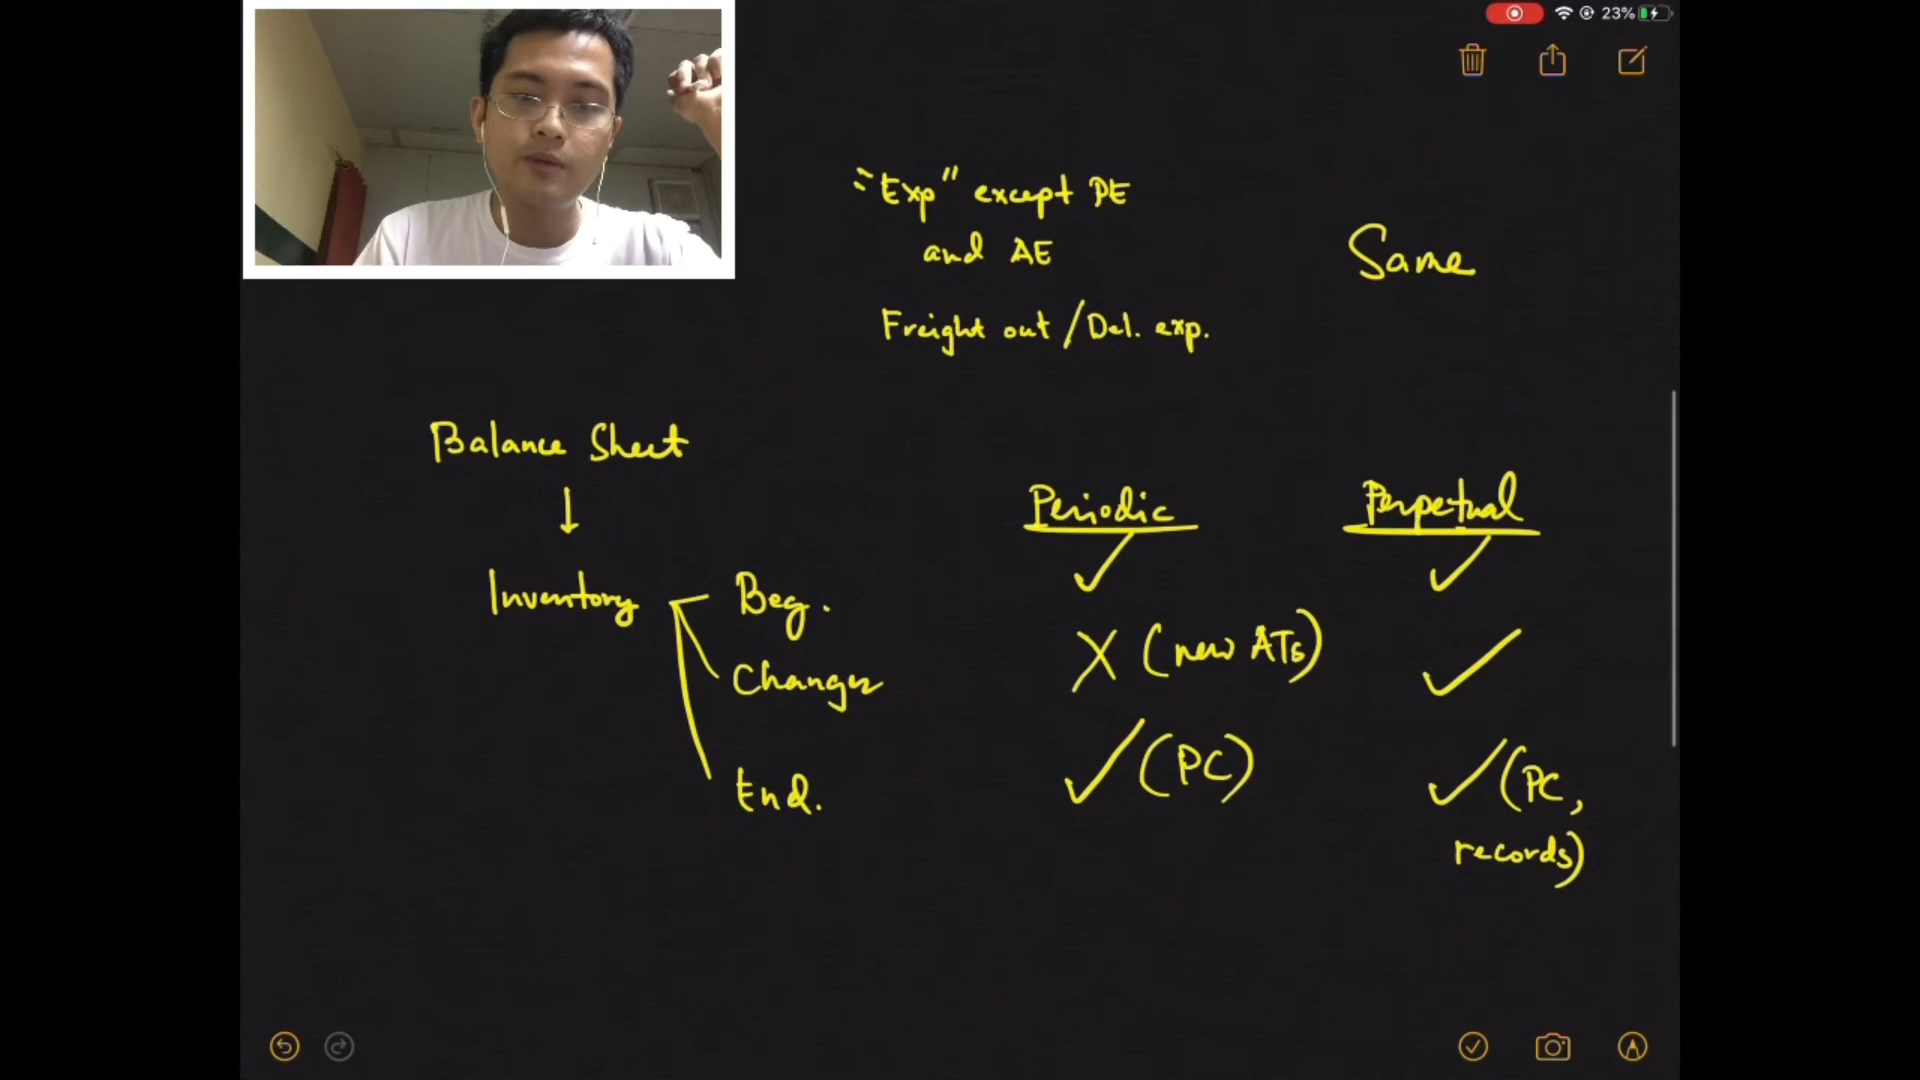 23%
"Exp" except PE
and AE
Same
Freight out / Del. exp.
Balance Sheet
Periodic
Perpetual
Inventory
Beg.
Changes
X (new ATs)
End.
(PC)
(PC,
records)